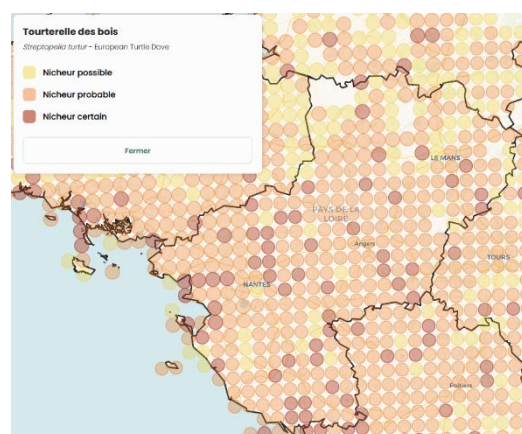 Tourterelle des bois
Streptopelia turtur - European Turtle Dove
Nicheur possible
Nicheur probable
Nicheur certain
Fermer
LE MANS
PAYS DE LA
LOIRE
Angers
TOURS
NANTES
Poitiers